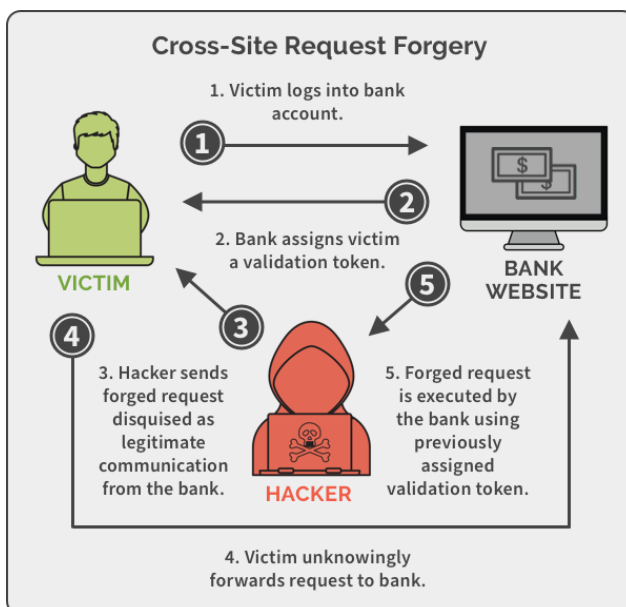 Cross-Site Request Forgery
1. Victim logs into bank
account.
1
2
$
$
2. Bank assigns victim
a validation token.
VICTIM
BANK
WEBSITE
5
3
4
3. Hacker sends
forged request
disquised as
legitimate
communication
from the bank.
HACKER
5. Forged request
is executed by
the bank using
previously
assigned
validation token.
4. Victim unknowingly
forwards request to bank.